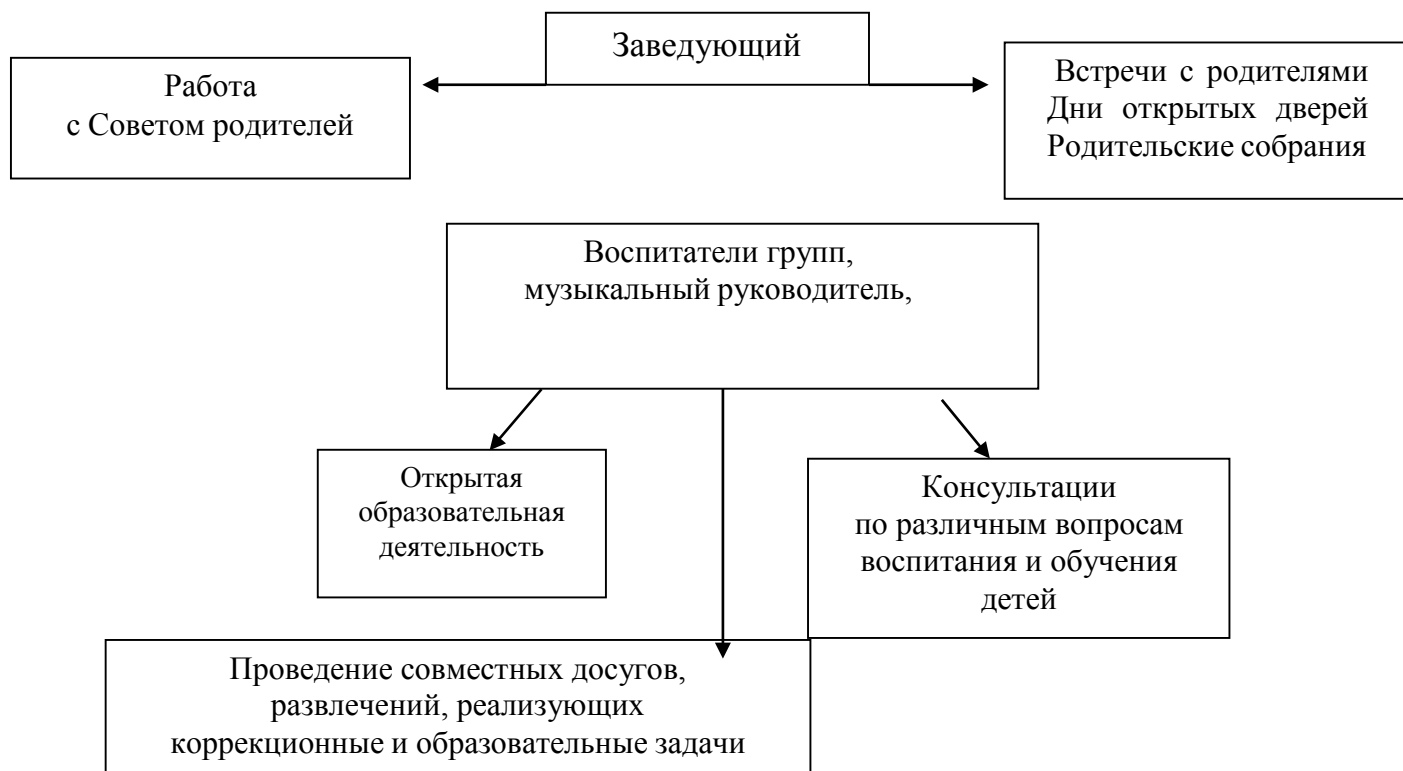 Заведующий
Работа
с Советом родителей
Встречи с родителями
Дни открытых дверей
Родительские собрания
Воспитатели групп,
музыкальный руководитель,
Открытая
образовательная
деятельность
Консультации
по различным вопросам
воспитания и обучения
детей
Проведение совместных досугов,
развлечений, реализующих
коррекционные и образовательные задачи